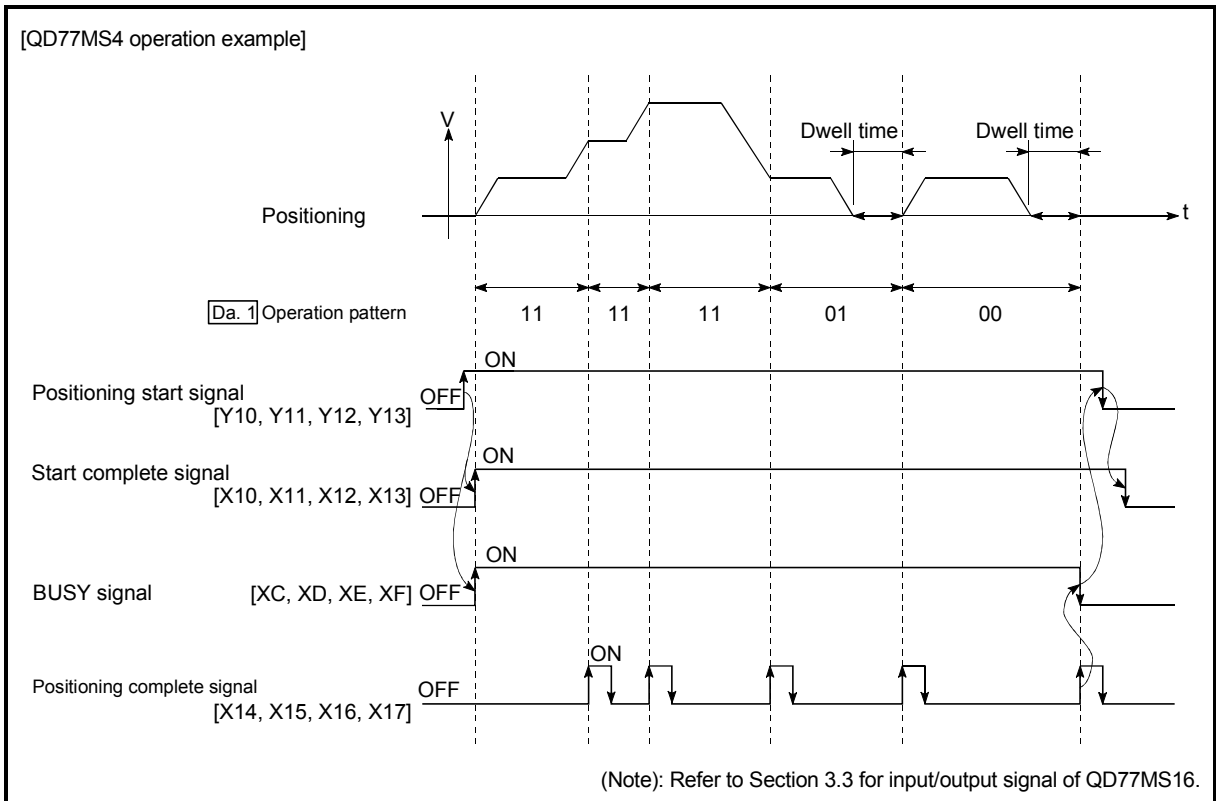 [QD77MS4 operation example]
V
Dwell time
Dwell time
Positioning
t
Da. 1 Operation pattern
11
11
11
01
00
ON
Positioning start signal
OFF
[Y10, Y11, Y12, Y13]
ON
Start complete signal
[X10, X11, X12, X13] OFF
ON
BUSY signal [XC, XD, XE, XF] OFF
ON
Positioning complete signal
OFF
[X14, X15, X16, X17]
(Note): Refer to Section 3.3 for input/output signal of QD77MS16.